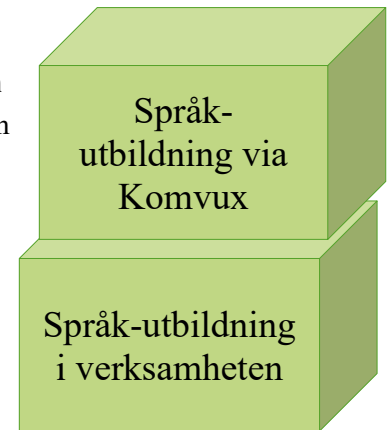 Språk-
utbildning via
Komvux
Språk-utbildning
i verksamheten